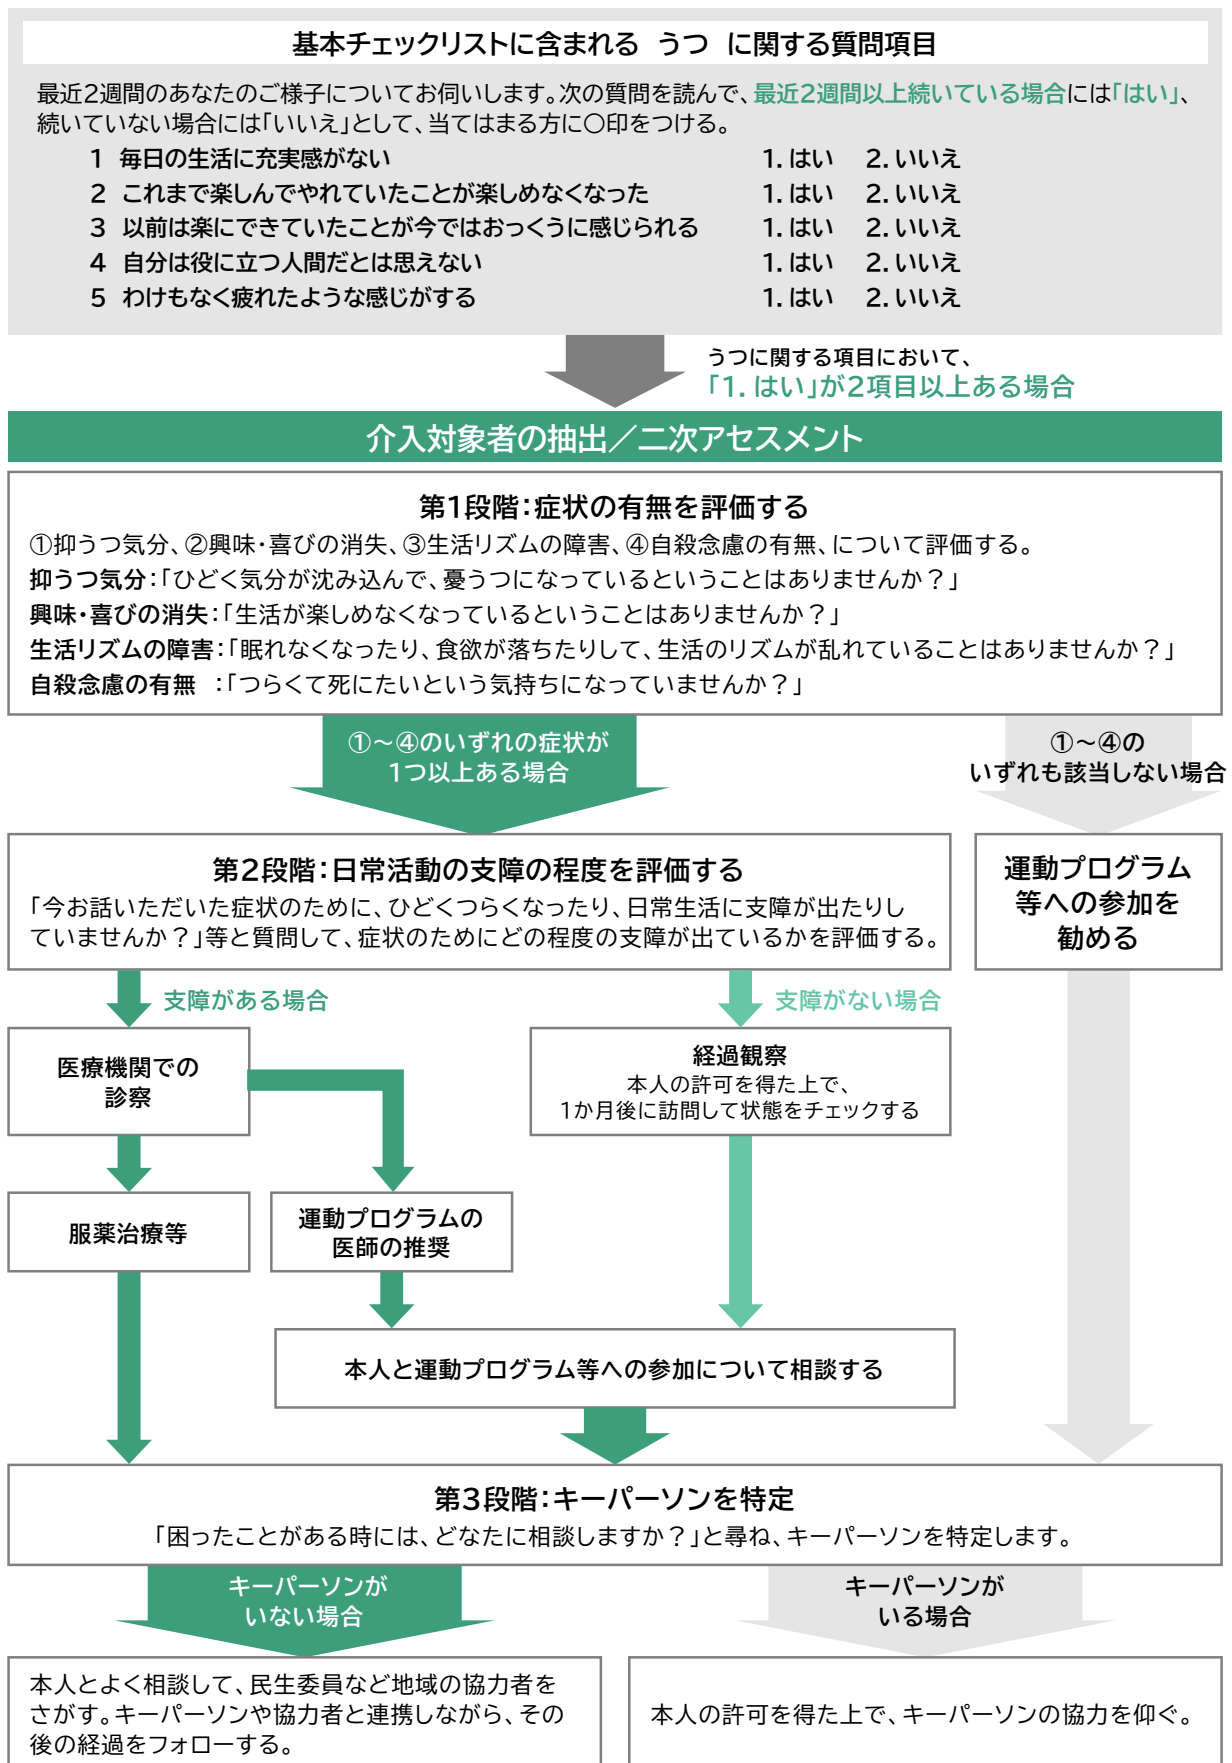 基本チェックリストに含まれる うつ に関する質問項目
最近2週間のあなたのご様子についてお伺いします。次の質問を読んで、最近2週間以上続いている場合には「はい」、
続いていない場合には「いいえ」として、当てはまる方に〇印をつける。
1 毎日の生活に充実感がない 1. はい 2. いいえ
2 これまで楽しんでやれていたことが楽しめなくなった 1. はい 2. いいえ
3 以前は楽にできていたことが今ではおっくうに感じられる 1. はい 2. いいえ
4 自分は役に立つ人間だとは思えない 1. はい 2. いいえ
5 わけもなく疲れたような感じがする 1. はい 2. いいえ
うつに関する項目において、
「1. はい」が2項目以上ある場合
介入対象者の抽出／二次アセスメント
第1段階：症状の有無を評価する
①抑うつ気分、②興味・喜びの消失、③生活リズムの障害、④自殺念慮の有無、について評価する。
抑うつ気分：「ひどく気分が沈み込んで、憂うつになっているということはありませんか？」
興味・喜びの消失：「生活が楽しめなくなっているということはありませんか？」
生活リズムの障害：「眠れなくなったり、食欲が落ちたりして、生活のリズムが乱れていることはありませんか？」
自殺念慮の有無 ：「つらくて死にたいという気持ちになっていませんか？」
①～④のいずれの症状が
1つ以上ある場合
①～④の
いずれも該当しない場合
第2段階：日常活動の支障の程度を評価する
「今お話いただいた症状のために、ひどくつらくなったり、日常生活に支障が出たりし
ていませんか？」等と質問して、症状のためにどの程度の支障が出ているかを評価する。
運動プログラム
等への参加を
勧める
支障がある場合
支障がない場合
医療機関での
診察
経過観察
本人の許可を得た上で、
1か月後に訪問して状態をチェックする
服薬治療等
運動プログラムの
医師の推奨
本人と運動プログラム等への参加について相談する
第3段階：キーパーソンを特定
「困ったことがある時には、どなたに相談しますか？」と尋ね、キーパーソンを特定します。
キーパーソンが
いない場合
キーパーソンが
いる場合
本人とよく相談して、民生委員など地域の協力者を
さがす。キーパーソンや協力者と連携しながら、その
後の経過をフォローする。
本人の許可を得た上で、キーパーソンの協力を仰ぐ。